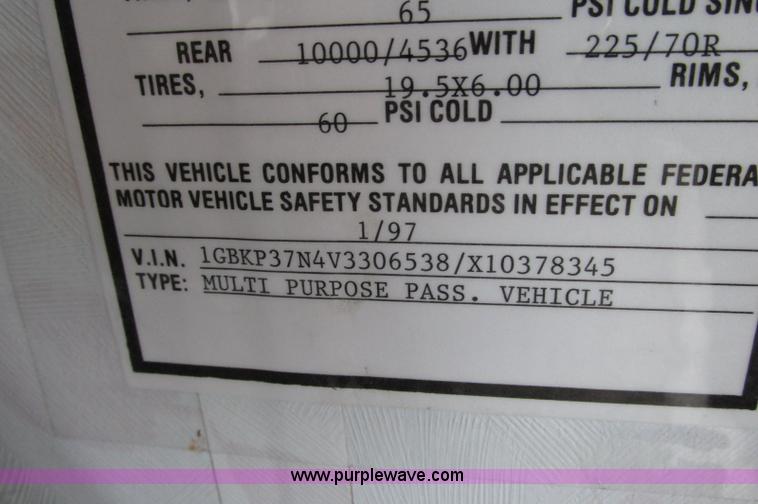 65 PSI COLD SING
REAR 10000/4536 WITH 225/70R
TIRES, 19.5X6.00 RIMS,
60 PSI COLD
THIS VEHICLE CONFORMS TO ALL APPLICABLE FEDERA
MOTOR VEHICLE SAFETY STANDARDS IN EFFECT ON
1/97
V.I.N. 1GBKP37N4V3306538/X10378345
TYPE: MULTI PURPOSE PASS. VEHICLE
www.purplewave.com